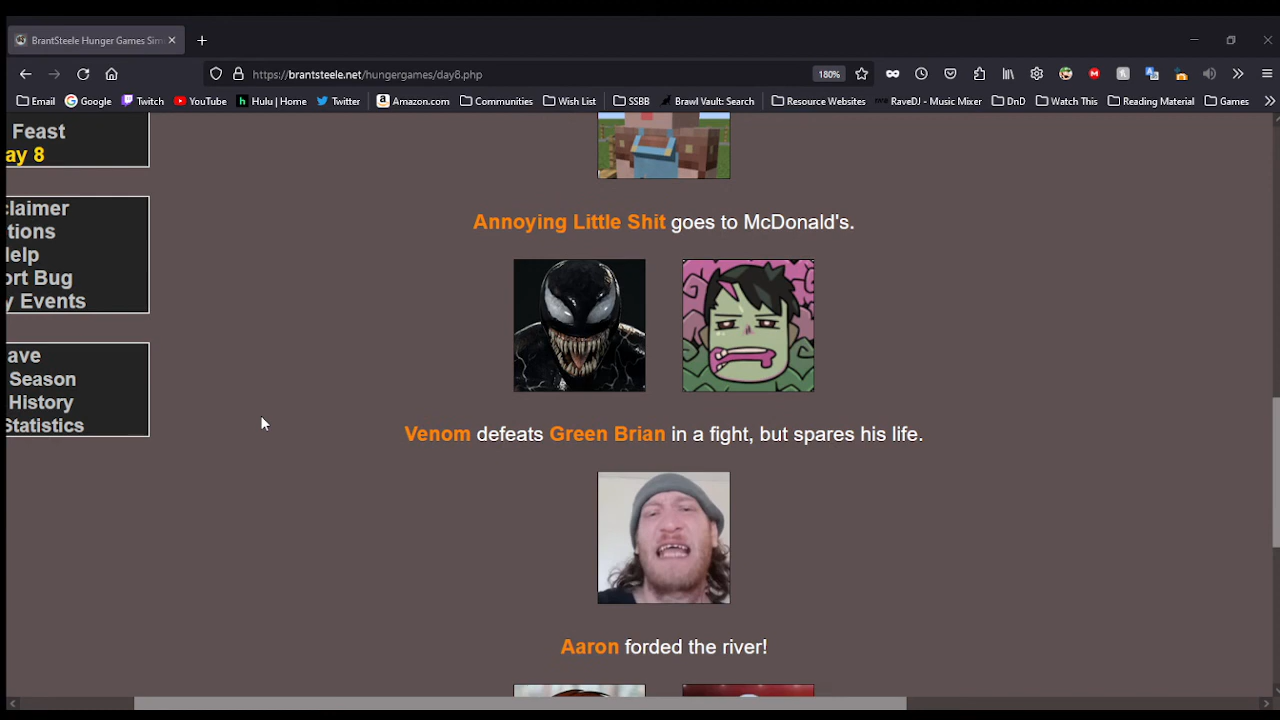 BrantSteele Hunger Games Sim
https://brantsteele.net/hungergames/day8.php
180%
Email Google Twitch YouTube Hulu | Home Twitter Amazon.com Communities Wish List SSBB Brawl Vault: Search Resource Websites RaveDJ - Music Mixer DnD Watch This Reading Material Games
Feast
ay 8
claimer
tions
Help
ort Bug
y Events
ave
Season
History
Statistics
Annoying Little Shit goes to McDonald's.
Venom defeats Green Brian in a fight, but spares his life.
Aaron forded the river!